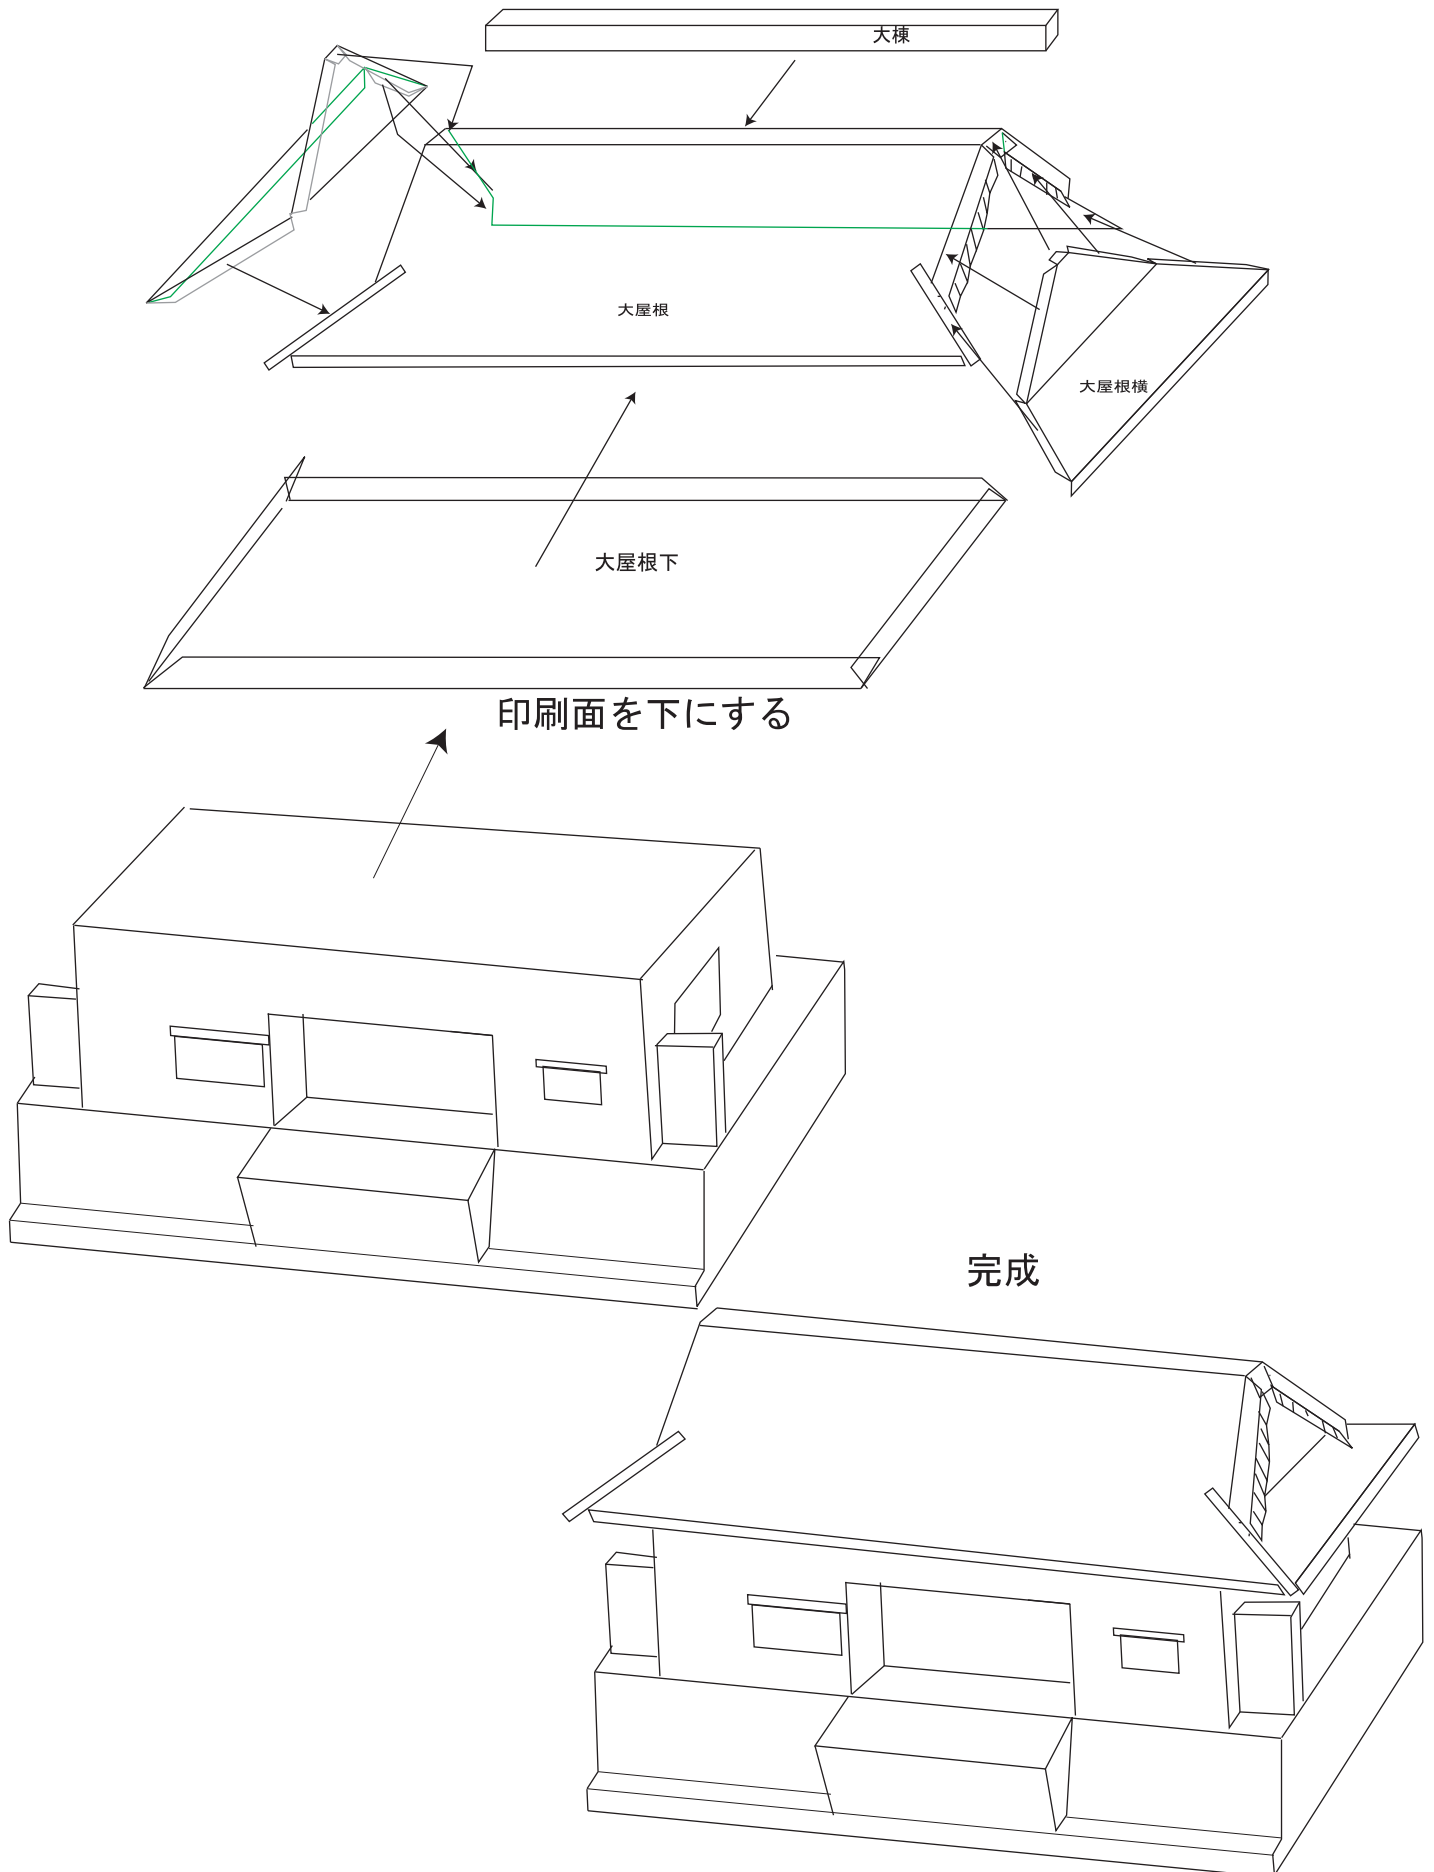 大棟
大屋根
大屋根横
大屋根下
印刷面を下にする
完成